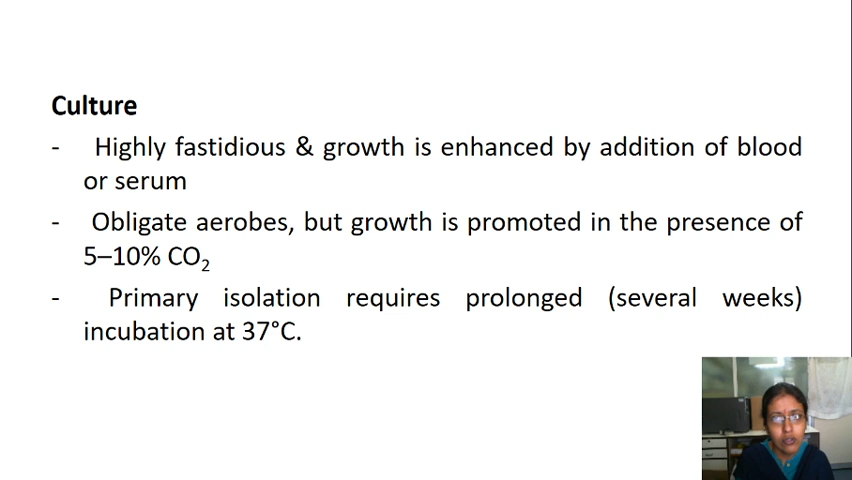 Culture
- Highly fastidious & growth is enhanced by addition of blood
or serum
- Obligate aerobes, but growth is promoted in the presence of
5–10% CO₂
- Primary isolation requires prolonged (several weeks)
incubation at 37°C.